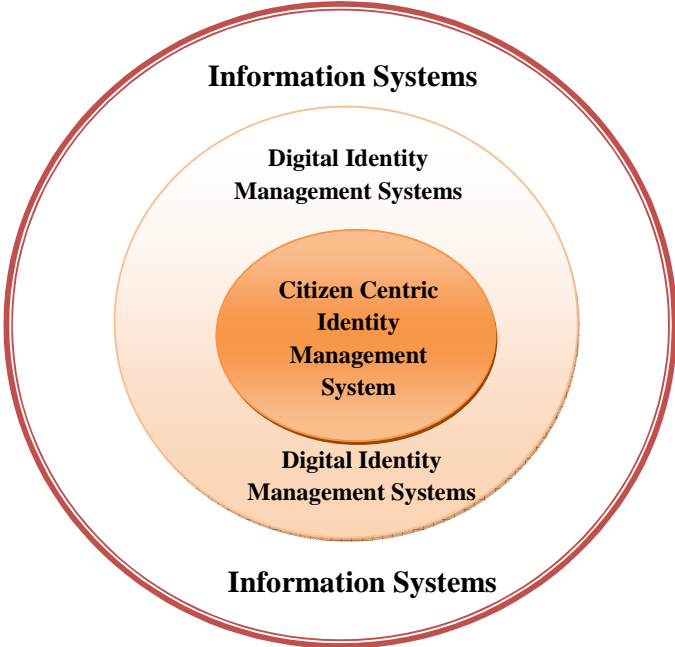 Information Systems
Digital Identity
Management Systems
Citizen Centric
Identity
Management
System
Digital Identity
Management Systems
Information Systems